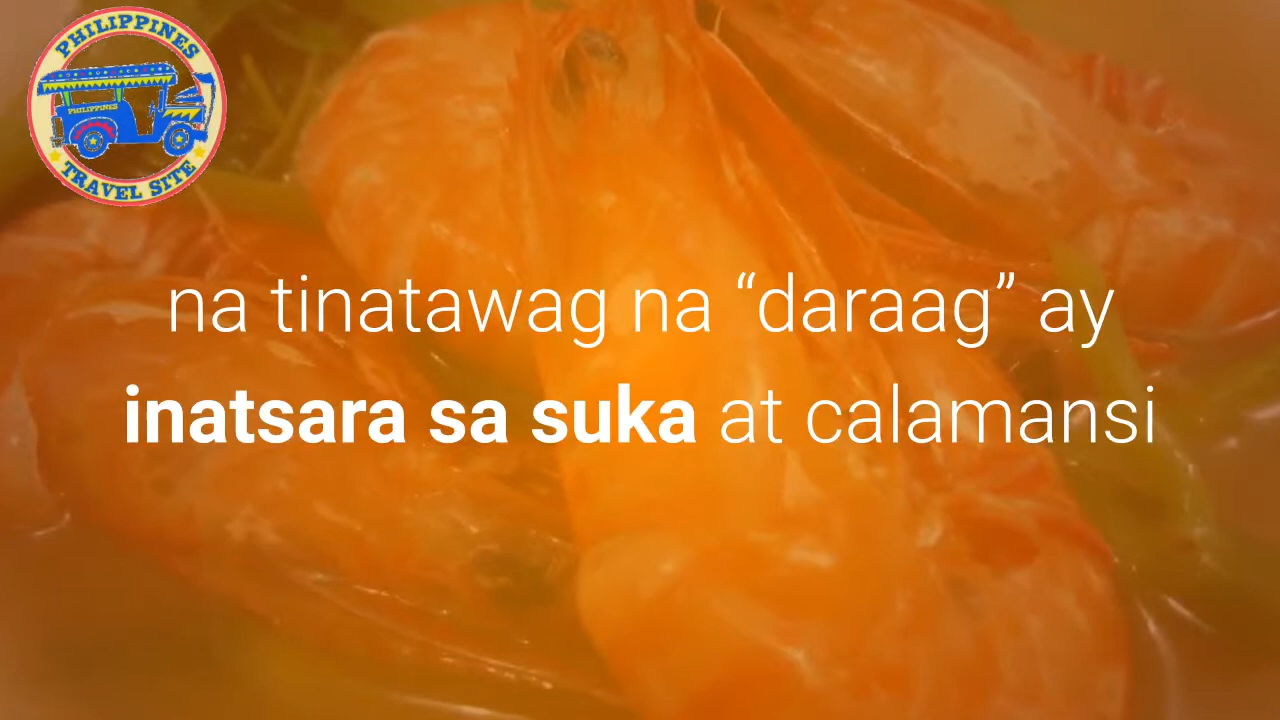 PHILIPPINES
PHILIPPINES
TRAVEL SITE
na tinatawag na “daraag” ay
inatsara sa suka at calamansi